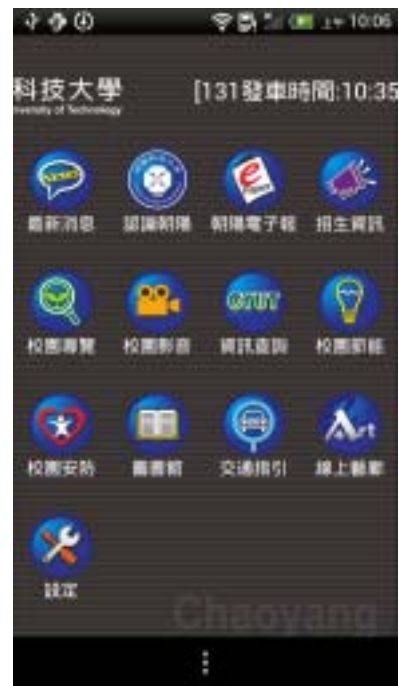 上午 10:06
科技大學 [131發車時間:10:35
University of Technology
NEWS e Art
最新消息 認識朝陽 朝陽電子報 招生資訊
CYUT
校園導覽 校園影音 資訊查詢 校園節能
校園安防 圖書館 交通指引 線上藝廊
設定
Chaoyang